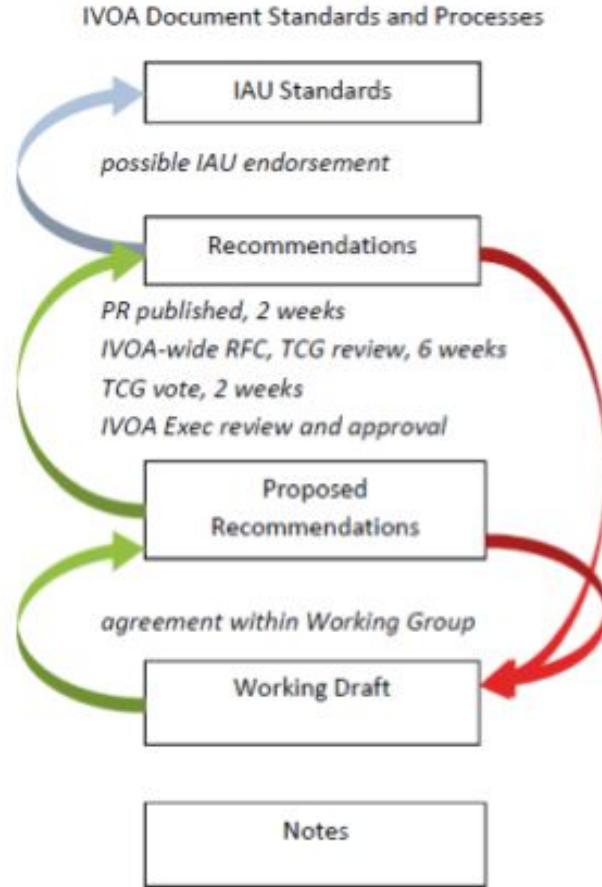 IVOA Document Standards and Processes
IAU Standards
possible IAU endorsement
Recommendations
PR published, 2 weeks
IVOA-wide RFC, TCG review, 6 weeks
TCG vote, 2 weeks
IVOA Exec review and approval
Proposed
Recommendations
agreement within Working Group
Working Draft
Notes